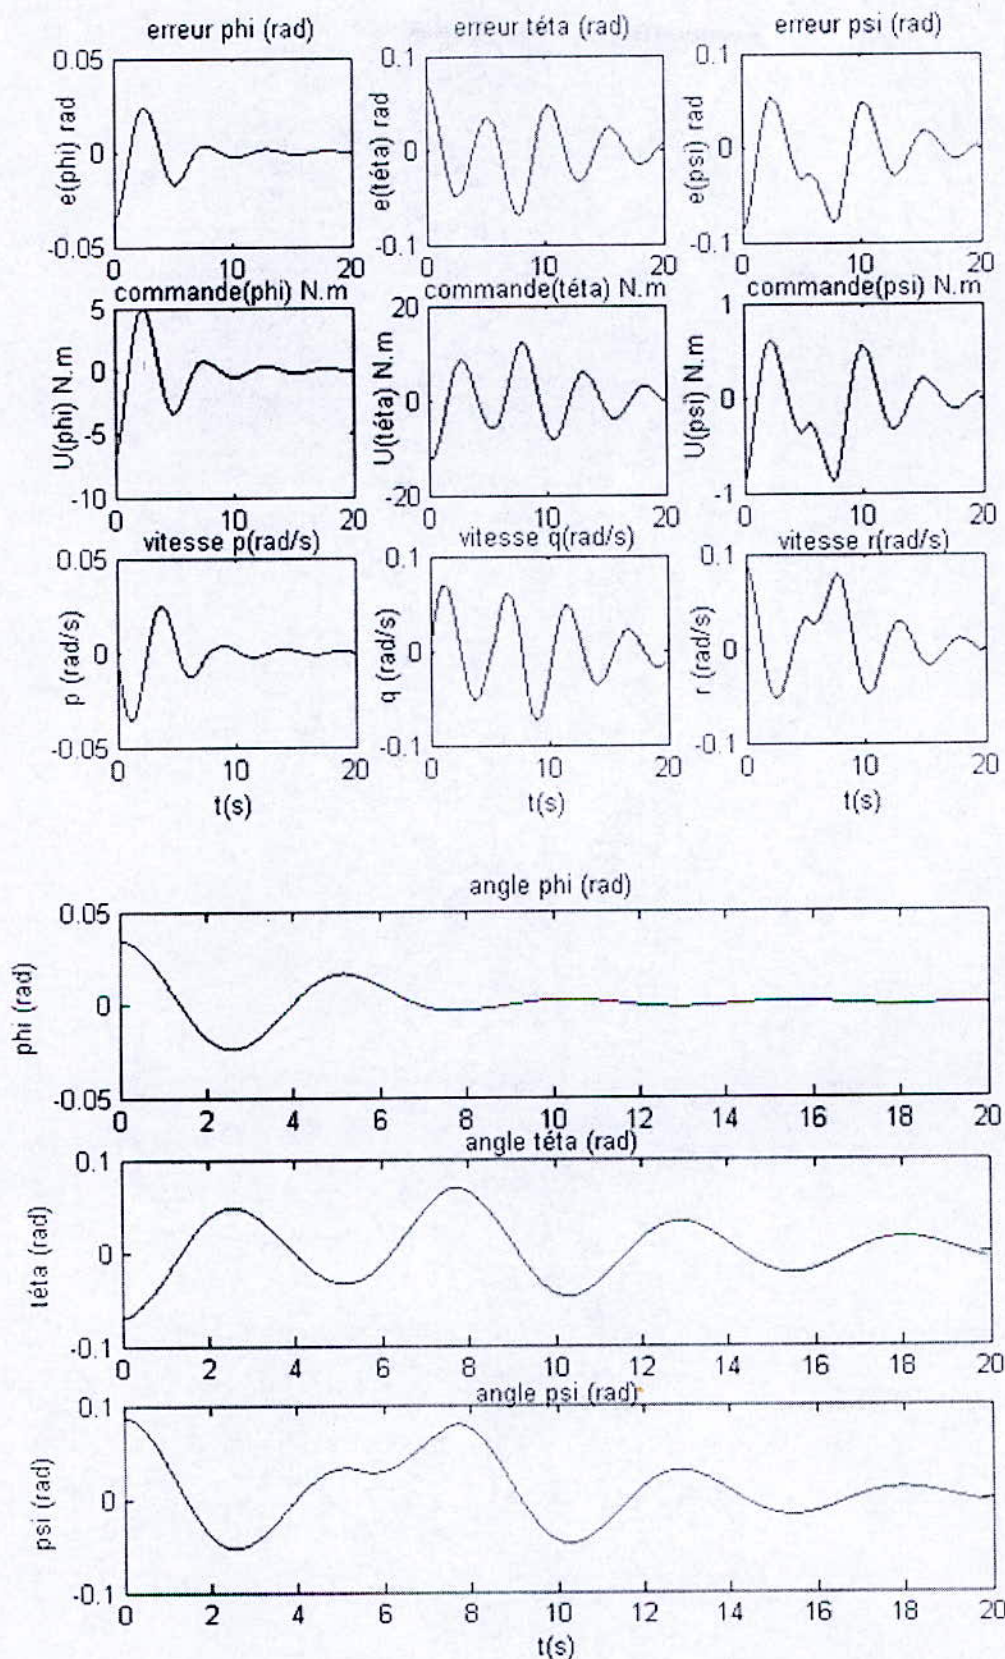 erreur phi (rad) erreur téta (rad) erreur psi (rad)
0.05 0.1 0.1
e(phi) rad e(téta) rad e(psi) rad
0 0 0
-0.05 -0.1 -0.1
0 10 20 0 10 20 0 10 20
commande(phi) N.m commande(téta) N.m commande(psi) N.m
5 20 1
U(phi) N.m U(téta) N.m U(psi) N.m
0 0 0
-5
-10 -20 -1
0 10 20 0 10 20 0 10 20
vitesse p(rad/s) vitesse q(rad/s) vitesse r(rad/s)
0.05 0.1 0.1
p (rad/s) q (rad/s) r (rad/s)
0 0 0
-0.05 -0.1 -0.1
0 10 20 0 10 20 0 10 20
t(s) t(s) t(s)
angle phi (rad)
0.05
phi (rad)
0
-0.05
0 2 4 6 8 10 12 14 16 18 20
angle téta (rad)
0.1
téta (rad)
0
-0.1
0 2 4 6 8 10 12 14 16 18 20
angle psi (rad)
0.1
psi (rad)
0
-0.1
0 2 4 6 8 10 12 14 16 18 20
t(s)